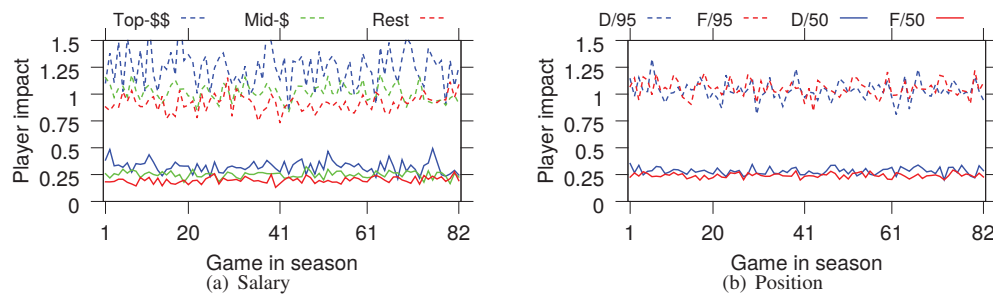 Top-$$ Mid-$ Rest
1.5
1.25
1
0.75
0.5
0.25
0
Player impact
1 20 41 61 82
Game in season
(a) Salary
D/95 F/95 D/50 F/50
1.5
1.25
1
0.75
0.5
0.25
0
Player impact
1 20 41 61 82
Game in season
(b) Position